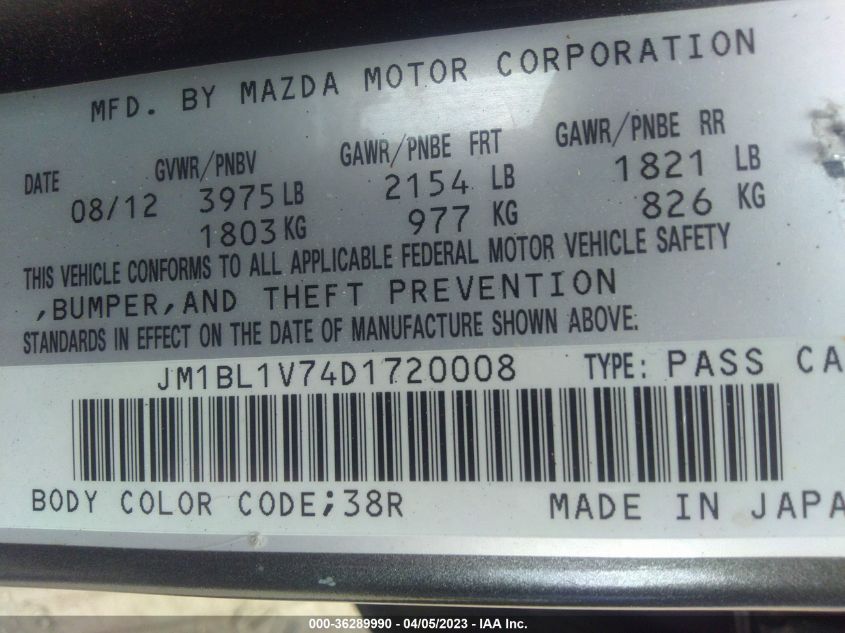 MFD. BY MAZDA MOTOR CORPORATION
DATE GVWR/PNBV GAWR/PNBE FRT GAWR/PNBE RR
08/12 3975 LB 2154 LB 1821 LB
1803 KG 977 KG 826 KG
THIS VEHICLE CONFORMS TO ALL APPLICABLE FEDERAL MOTOR VEHICLE SAFETY
,BUMPER,AND THEFT PREVENTION
STANDARDS IN EFFECT ON THE DATE OF MANUFACTURE SHOWN ABOVE.
JM1BL1V74D1720008 TYPE: PASS CA
BODY COLOR CODE;38R MADE IN JAPA
000-36289990 - 04/05/2023 - IAA Inc.